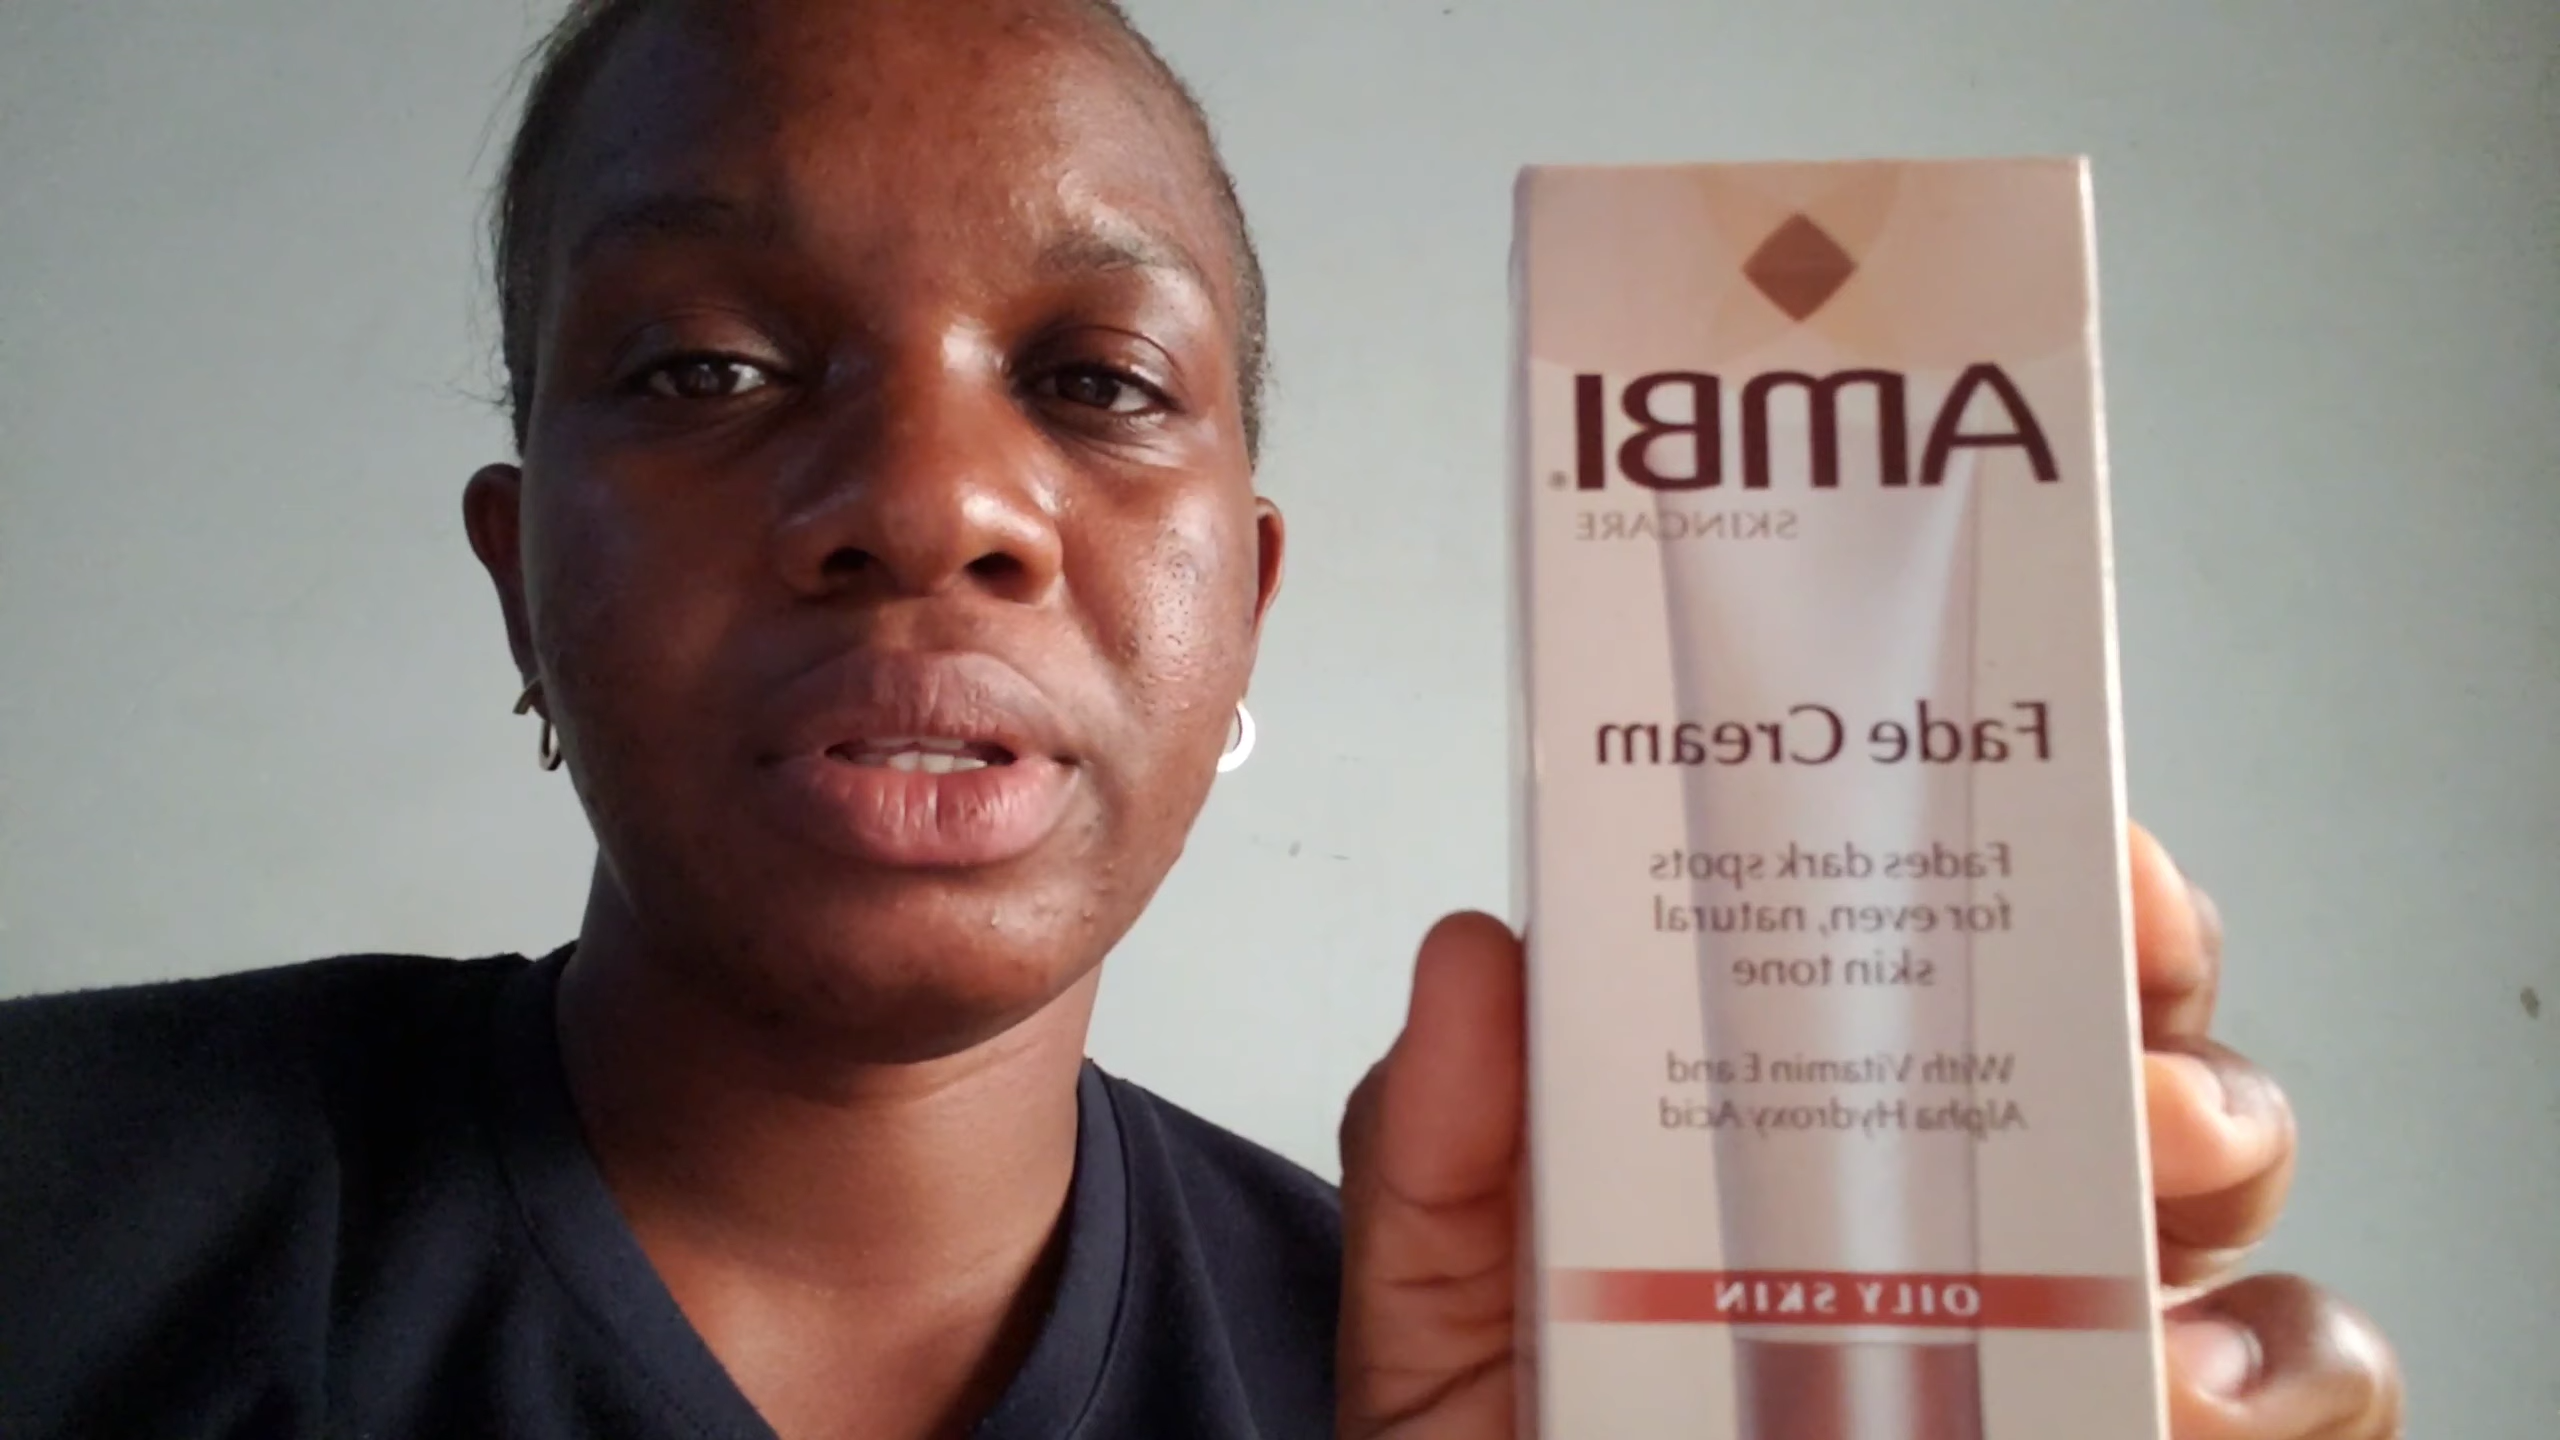 AMBI®
SKINCARE
Fade Cream
Fades dark spots
for even, natural
skin tone
With Vitamin E and
Alpha Hydroxy Acid
OILY SKIN